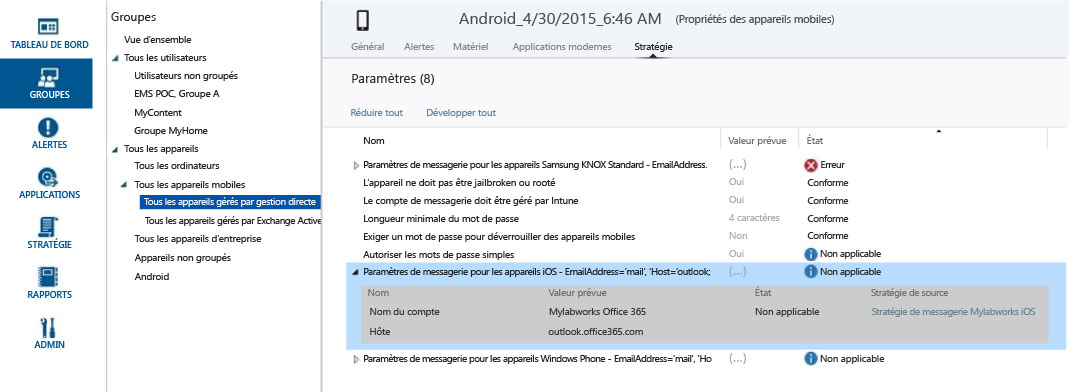 TABLEAU DE BORD
GROUPES
ALERTES
APPLICATIONS
STRATÉGIE
RAPPORTS
ADMIN
Groupes
Vue d'ensemble
Tous les utilisateurs
Utilisateurs non groupés
EMS POC, Groupe A
MyContent
Groupe MyHome
Tous les appareils
Tous les ordinateurs
Tous les appareils mobiles
Tous les appareils gérés par gestion directe
Tous les appareils gérés par Exchange Active
Tous les appareils d'entreprise
Appareils non groupés
Android
Android_4/30/2015_6:46 AM (Propriétés des appareils mobiles)
Général Alertes Matériel Applications modernes Stratégie
Paramètres (8)
Réduire tout Développer tout
Nom Valeur prévue État
Paramètres de messagerie pour les appareils Samsung KNOX Standard - EmailAddress. (...) Erreur
L'appareil ne doit pas être jailbroken ou rooté Oui Conforme
Le compte de messagerie doit être géré par Intune Oui Conforme
Longueur minimale du mot de passe 4 caractères Conforme
Exiger un mot de passe pour déverrouiller des appareils mobiles Non Conforme
Autoriser les mots de passe simples Oui Non applicable
Paramètres de messagerie pour les appareils iOS - EmailAddress='mail', 'Host='outlook; (...) Non applicable
Nom Valeur prévue État Stratégie de source
Nom du compte Mylabworks Office 365 Non applicable Stratégie de messagerie Mylabworks iOS
Hôte outlook.office365.com
Paramètres de messagerie pour les appareils Windows Phone - EmailAddress='mail', 'Ho (...) Non applicable